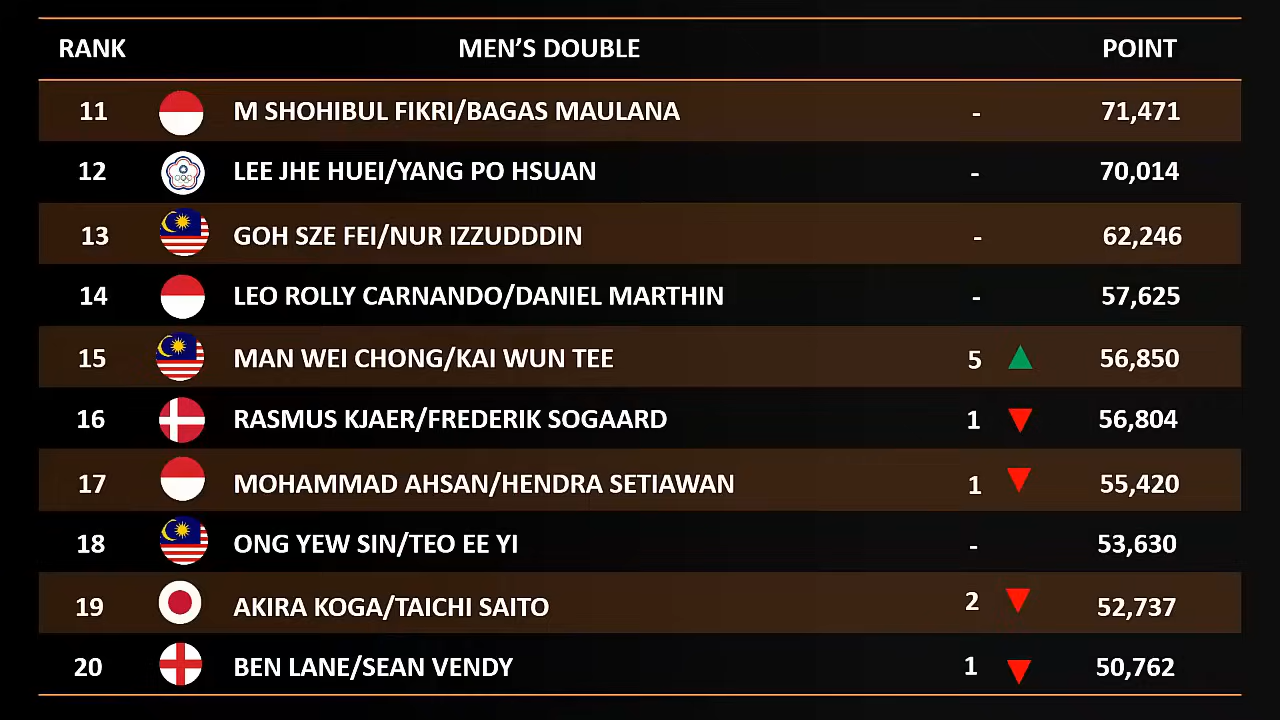 RANK MEN'S DOUBLE POINT
11 M SHOHIBUL FIKRI/BAGAS MAULANA - 71,471
12 LEE JHE HUEI/YANG PO HSUAN - 70,014
13 GOH SZE FEI/NUR IZZUDDDIN - 62,246
14 LEO ROLLY CARNANDO/DANIEL MARTHIN - 57,625
15 MAN WEI CHONG/KAI WUN TEE 5 56,850
16 RASMUS KJAER/FREDERIK SOGAARD 1 56,804
17 MOHAMMAD AHSAN/HENDRA SETIAWAN 1 55,420
18 ONG YEW SIN/TEO EE YI - 53,630
19 AKIRA KOGA/TAICHI SAITO 2 52,737
20 BEN LANE/SEAN VENDY 1 50,762